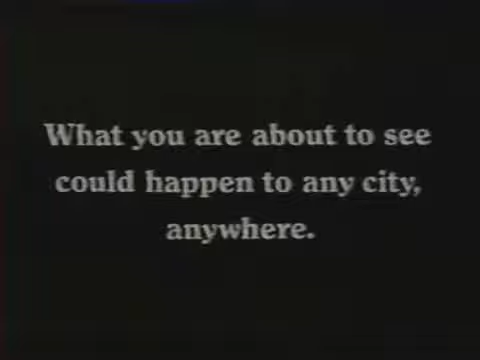 What you are about to see
could happen to any city,
anywhere.